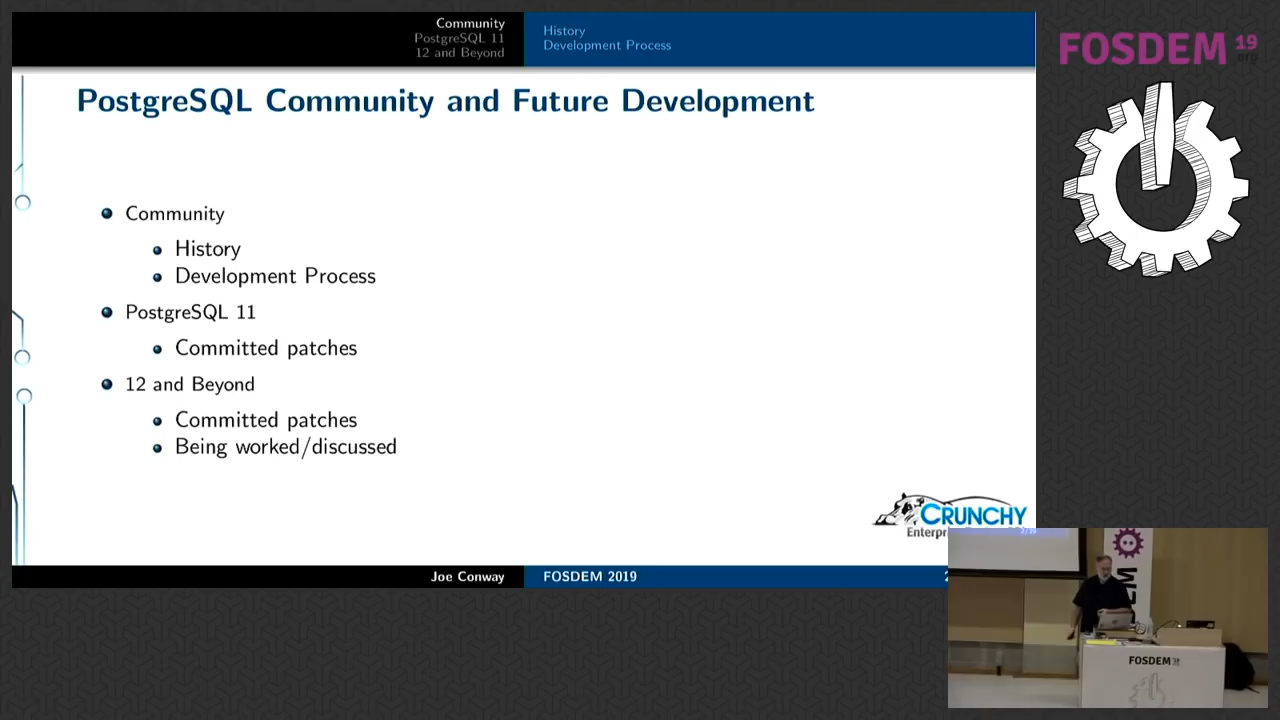 Community
PostgreSQL 11
12 and Beyond
History
Development Process
FOSDEM 19
.org
PostgreSQL Community and Future Development
Community
History
Development Process
PostgreSQL 11
Committed patches
12 and Beyond
Committed patches
Being worked/discussed
CRUNCHY
Joe Conway
FOSDEM 2019
FOSDEM 19